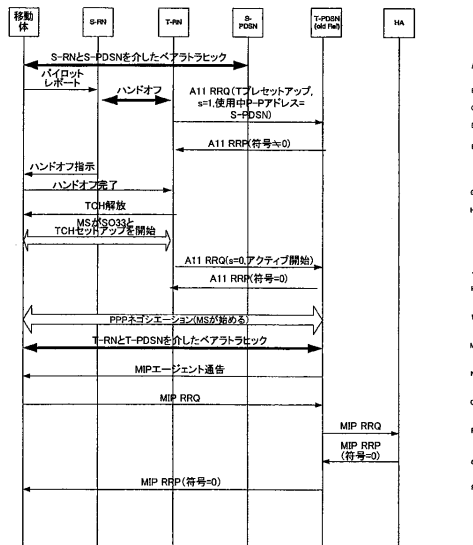 移動
体
S-RN
T-RN
S-
PDSN
T-PDSN
(old Rel)
HA
S-RNとS-PDSNを介したベアラトラヒック
パイロット
レポート
ハンドオフ
A11 RRQ(Tプレセットアップ,
s=1,使用中P-Pアドレス=
S-PDSN)
A11 RRP(符号≠0)
ハンドオフ指示
ハンドオフ完了
TCH解放
MSがSO33と
TCHセットアップを開始
A11 RRQ(s=0,アクティブ開始)
A11 RRP(符号=0)
PPPネゴシエーション(MSが始める)
T-RNとT-PDSNを介したベアラトラヒック
MIPエージェント通告
MIP RRQ
MIP RRQ
MIP RRP
(符号=0)
MIP RRP(符号=0)